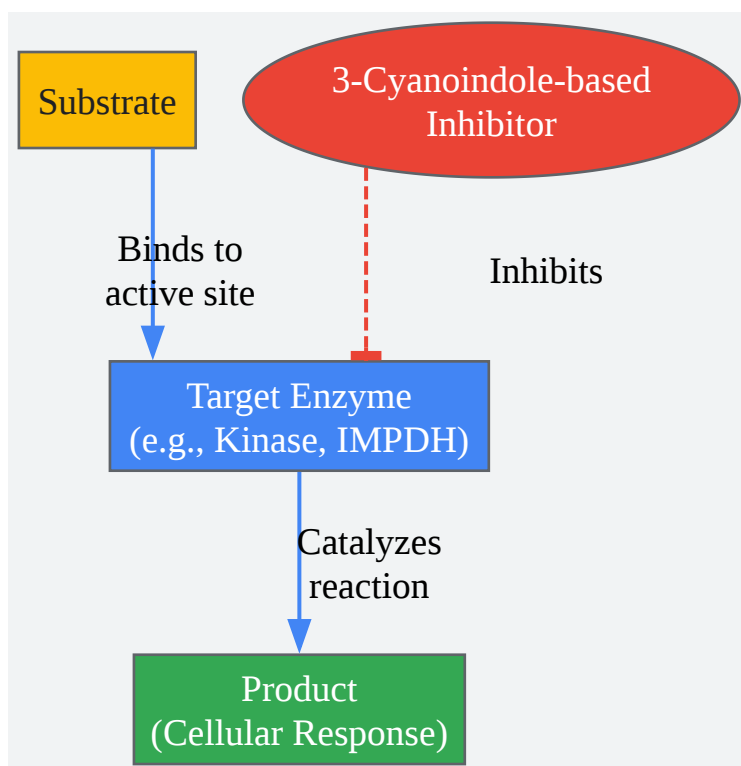 Substrate
3-Cyanoindole-based
Inhibitor
Binds to
active site
Inhibits
Target Enzyme
(e.g., Kinase, IMPDH)
Catalyzes
reaction
Product
(Cellular Response)